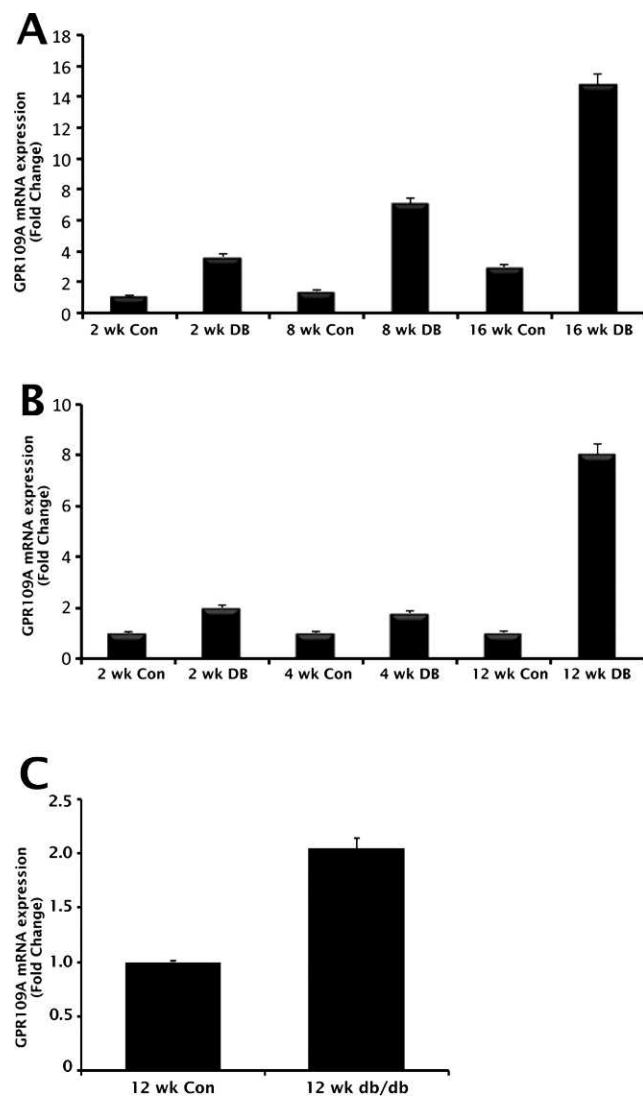 A
GPR109A mRNA expression
(Fold Change)
18
16
14
12
10
8
6
4
2
0
2 wk Con 2 wk DB 8 wk Con 8 wk DB 16 wk Con 16 wk DB
B
GPR109A mRNA expression
(Fold Change)
10
8
6
4
2
0
2 wk Con 2 wk DB 4 wk Con 4 wk DB 12 wk Con 12 wk DB
C
GPR109A mRNA expression
(Fold Change)
2.5
2.0
1.5
1.0
0.5
0
12 wk Con 12 wk db/db